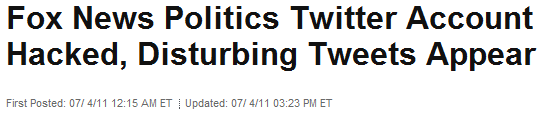 Fox News Politics Twitter Account
Hacked, Disturbing Tweets Appear
First Posted: 07/ 4/11 12:15 AM ET ¦ Updated: 07/ 4/11 03:23 PM ET